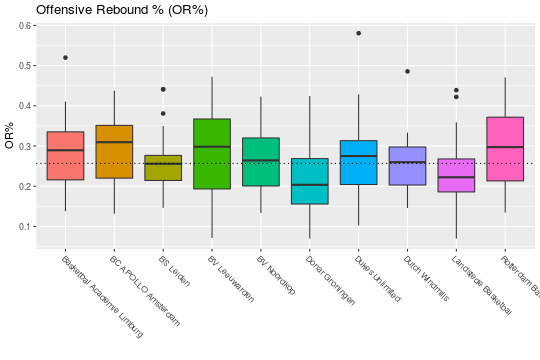 Offensive Rebound % (OR%)
OR%
0.6
0.5
0.4
0.3
0.2
0.1
Basketbal Academie Limburg
BC APOLLO Amsterdam
BS Leiden
BV Leeuwarden
BV Noordkop
Donar Groningen
Dukes Unlimited
Dutch Windmills
Landstede Basketbal
Rotterdam Bas